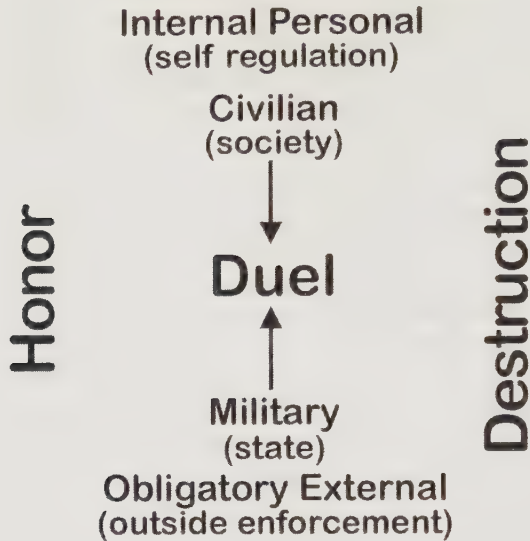 Internal Personal
(self regulation)
Civilian
(society)
Honor
Duel
Destruction
Military
(state)
Obligatory External
(outside enforcement)